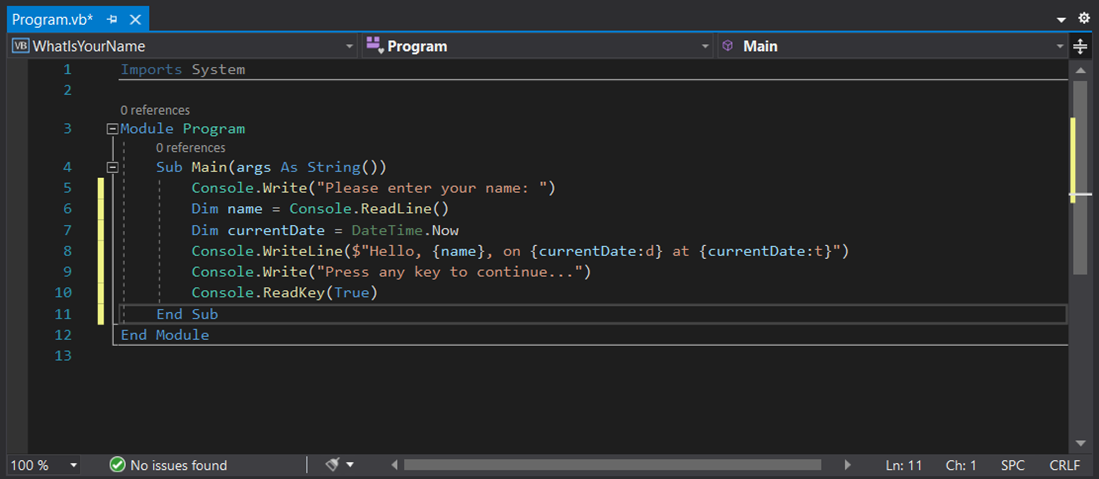 Program.vb*
WhatIsYourName Program Main
1 Imports System
2
0 references
3 Module Program
0 references
4 Sub Main(args As String())
5 Console.Write("Please enter your name: ")
6 Dim name = Console.ReadLine()
7 Dim currentDate = DateTime.Now
8 Console.WriteLine($"Hello, {name}, on {currentDate:d} at {currentDate:t}")
9 Console.Write("Press any key to continue...")
10 Console.ReadKey(True)
11 End Sub
12 End Module
13
100 % No issues found Ln: 11 Ch: 1 SPC CRLF